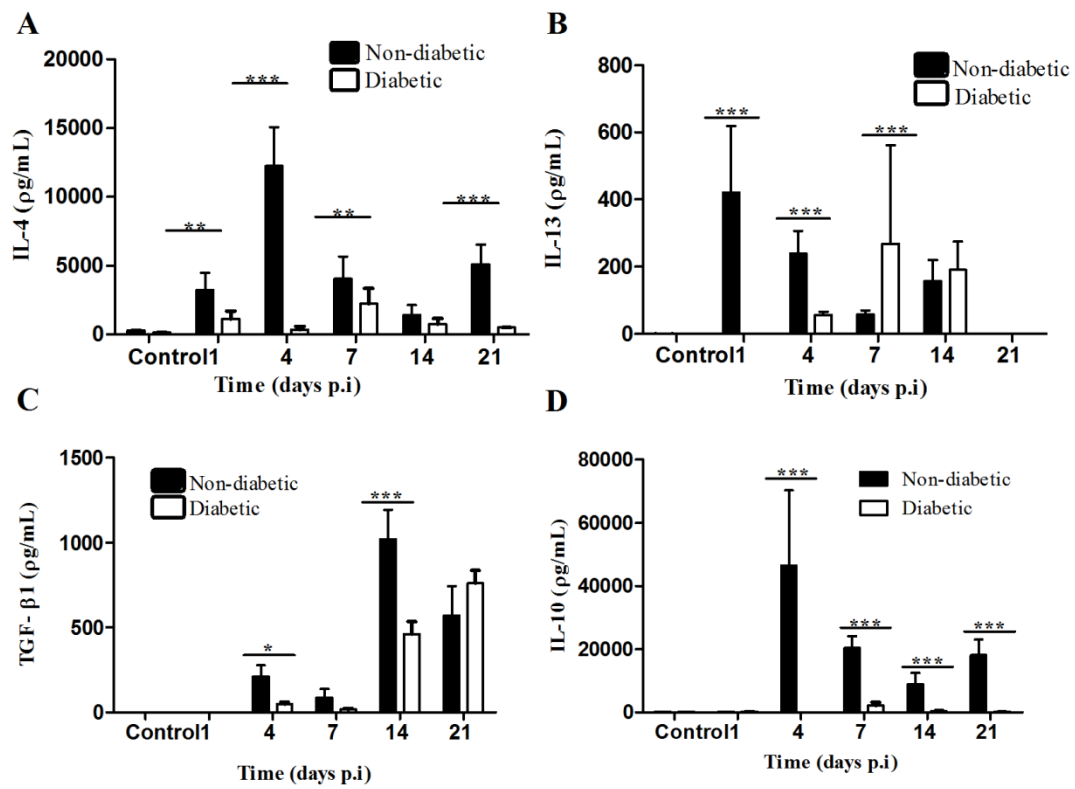 A
20000
15000
10000
5000
0
IL-4 (ρg/mL)
Non-diabetic
Diabetic
**
***
**
***
Control1 4 7 14 21
Time (days p.i)
B
800
600
400
200
0
IL-13 (ρg/mL)
Non-diabetic
Diabetic
***
***
***
Control1 4 7 14 21
Time (days p.i)
C
1500
1000
500
0
TGF- β1 (ρg/mL)
Non-diabetic
Diabetic
*
***
Control1 4 7 14 21
Time (days p.i)
D
80000
60000
40000
20000
0
IL-10 (ρg/mL)
Non-diabetic
Diabetic
***
***
***
***
Control1 4 7 14 21
Time (days p.i)